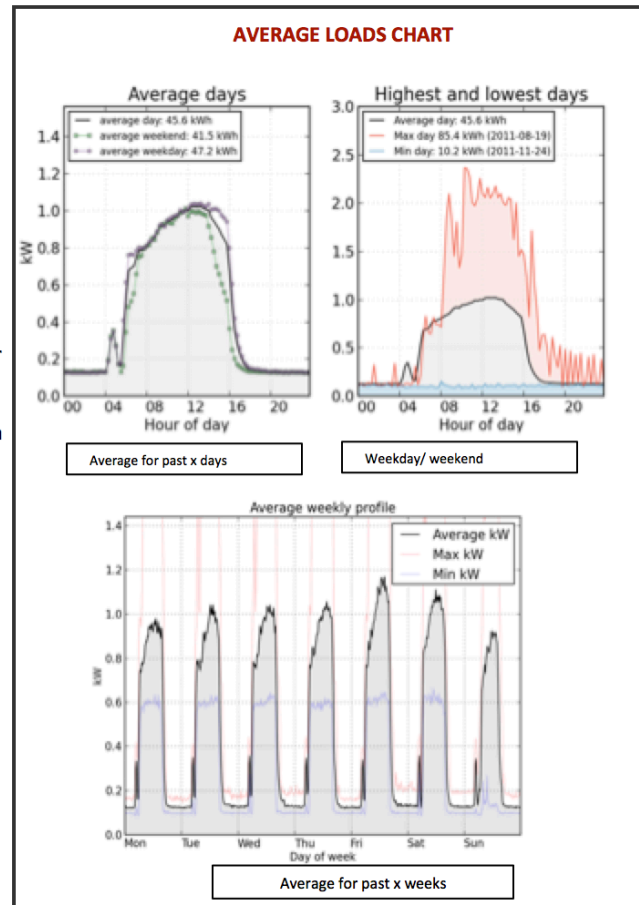 AVERAGE LOADS CHART
Average days
Highest and lowest days
average day: 45.6 kWh
average weekend: 41.5 kWh
average weekday: 47.2 kWh
Average day: 45.6 kWh
Max day 85.4 kWh (2011-08-19)
Min day: 10.2 kWh (2011-11-24)
1.4
1.2
1.0
0.8
0.6
0.4
0.2
0.0
kW
00 04 08 12 16 20
Hour of day
3.0
2.5
2.0
1.5
1.0
0.5
0.0
00 04 08 12 16 20
Hour of day
Average for past x days
Weekday/ weekend
Average weekly profile
Average kW
Max kW
Min kW
1.4
1.2
1.0
0.8
0.6
0.4
0.2
0.0
kW
Mon Tue Wed Thu Fri Sat Sun
Day of week
Average for past x weeks